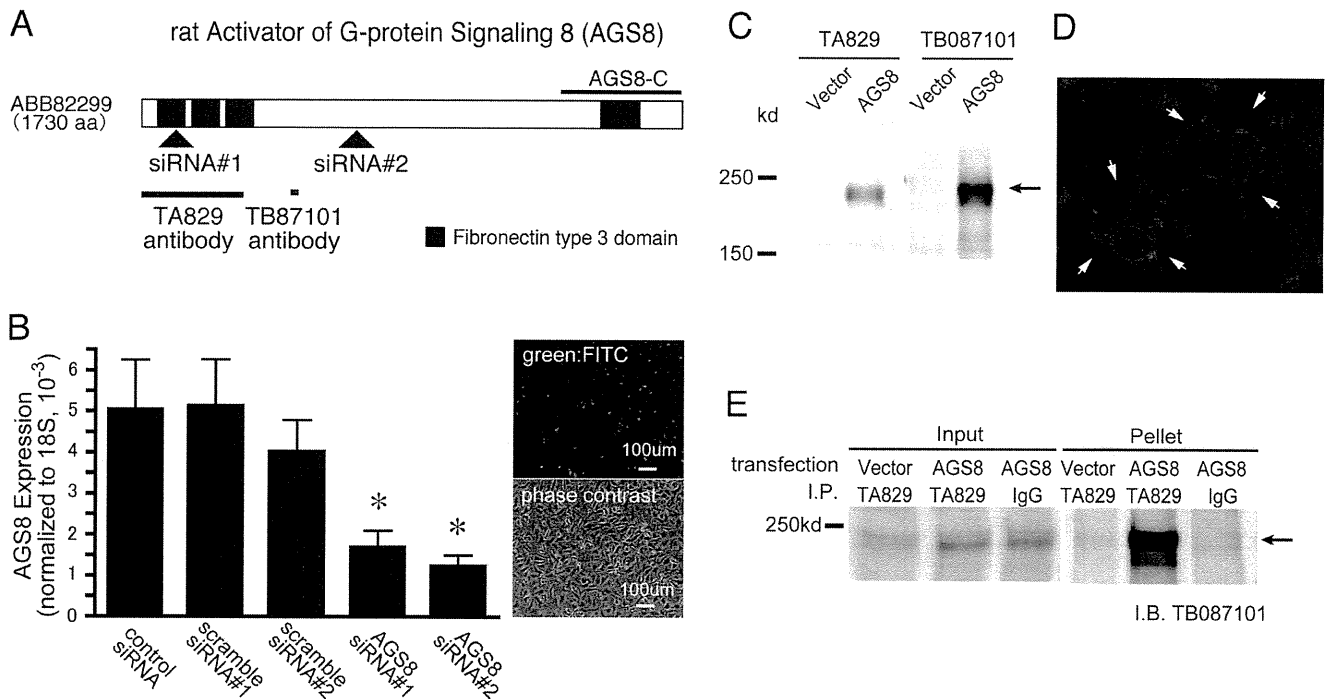 A
rat Activator of G-protein Signaling 8 (AGS8)
AGS8-C
ABB82299
(1730 aa)
siRNA#1
siRNA#2
TA829
antibody
TB87101
antibody
Fibronectin type 3 domain
B
AGS8 Expression
(normalized to 18S, 10-3)
6
5
4
3
2
1
0
*
*
control
siRNA
scramble
siRNA#1
scramble
siRNA#2
AGS8
siRNA#1
AGS8
siRNA#2
green:FITC
100um
phase contrast
100um
C
TA829 TB087101
Vector AGS8 Vector AGS8
kd
250
150
D
E
Input Pellet
transfection Vector AGS8 AGS8 Vector AGS8 AGS8
I.P. TA829 TA829 IgG TA829 TA829 IgG
250kd
I.B. TB087101